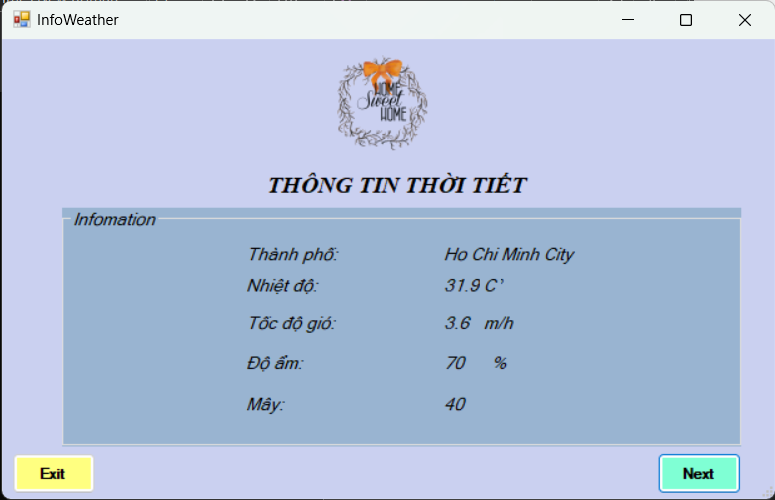 InfoWeather
HOME
Sweet
HOME
THÔNG TIN THỜI TIẾT
Infomation
Thành phố: Ho Chi Minh City
Nhiệt độ: 31.9 C'
Tốc độ gió: 3.6 m/h
Độ ẩm: 70 %
Mây: 40
Exit Next